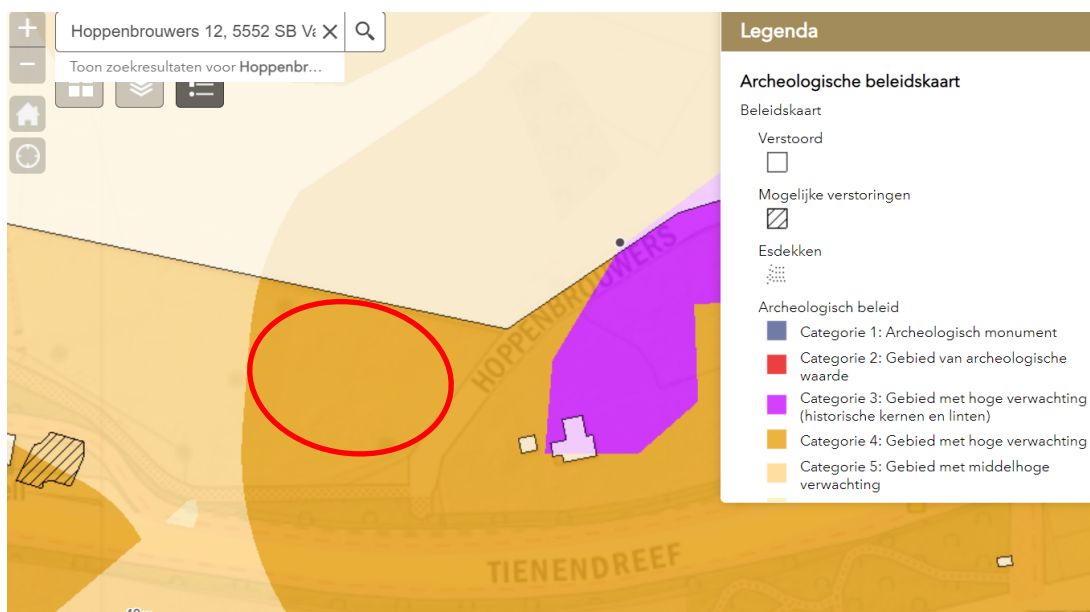 Hoppenbrouwers 12, 5552 SB Va
Toon zoekresultaten voor Hoppenbr...
Legenda
Archeologische beleidskaart
Beleidskaart
Verstoord
Mogelijke verstoringen
Esdekken
Archeologisch beleid
Categorie 1: Archeologisch monument
Categorie 2: Gebied van archeologische
waarde
Categorie 3: Gebied met hoge verwachting
(historische kernen en linten)
Categorie 4: Gebied met hoge verwachting
Categorie 5: Gebied met middelhoge
verwachting
HOPPENBROUWERS
TIENENDREEF